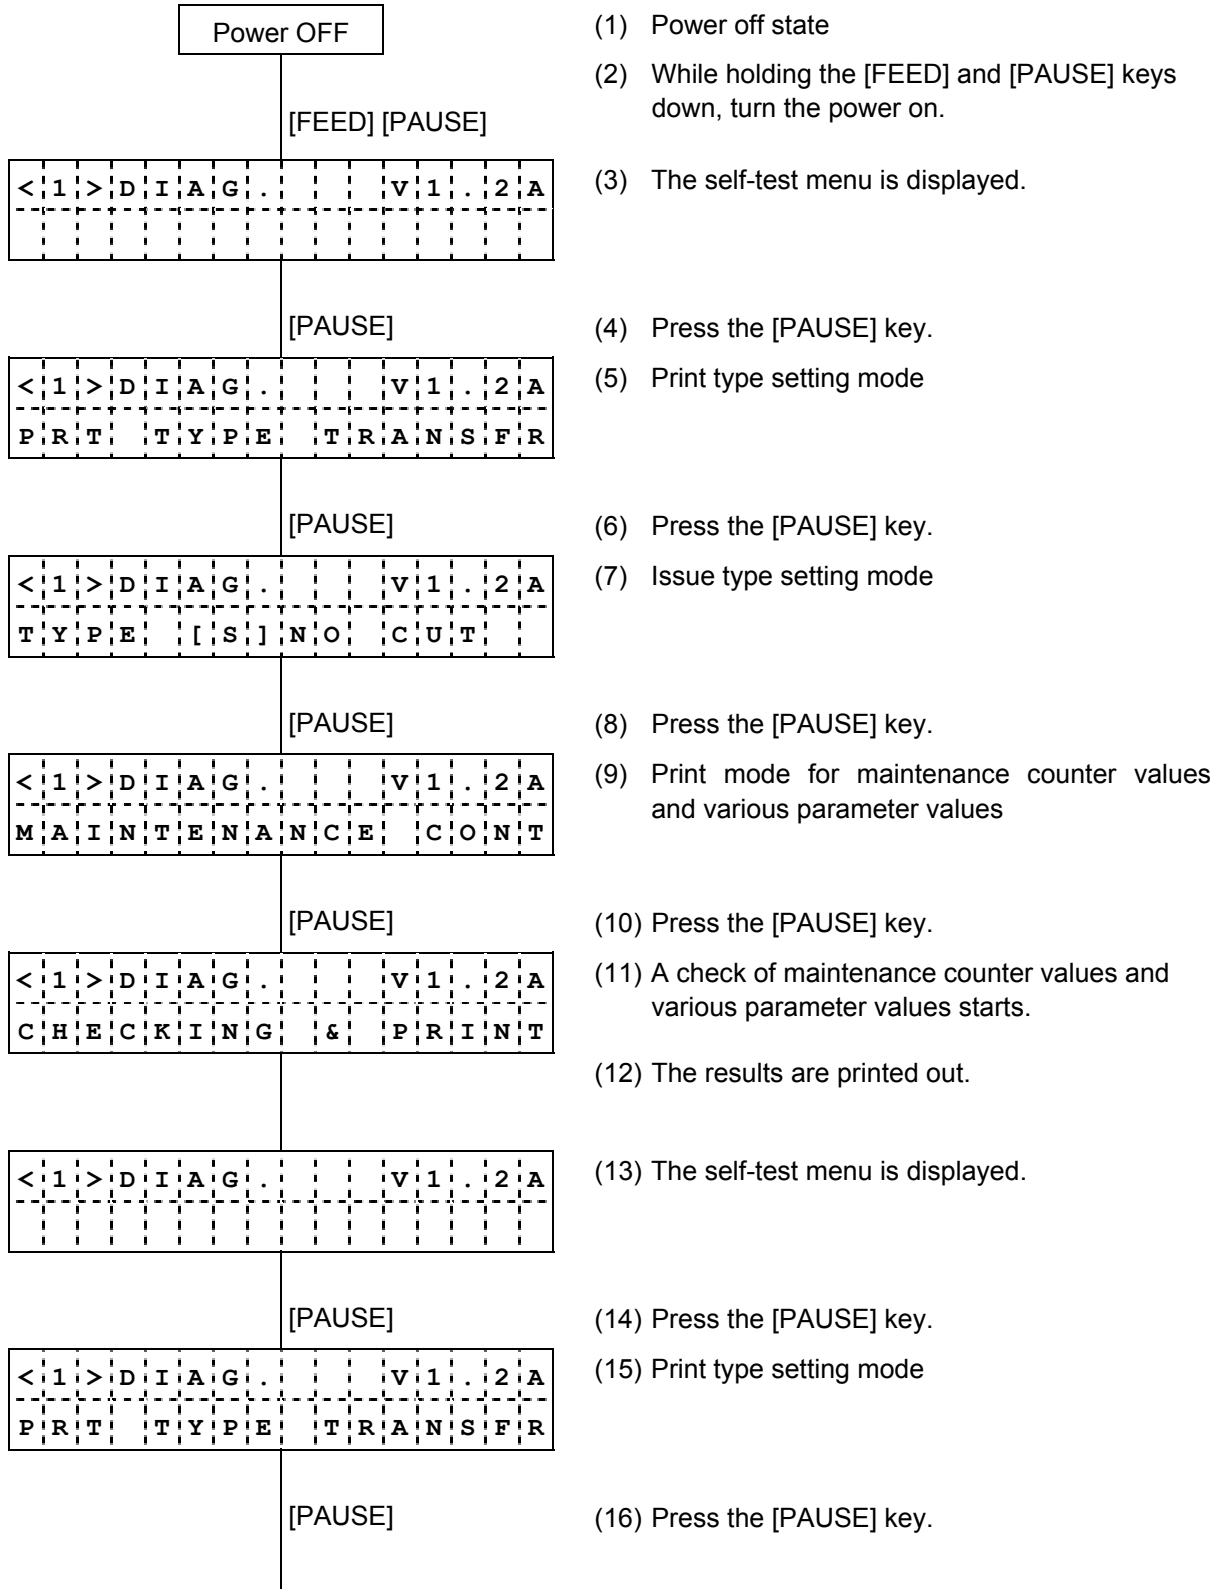 Power OFF
(1) Power off state
(2) While holding the [FEED] and [PAUSE] keys
down, turn the power on.
[FEED] [PAUSE]
<1>DIAG.   V1.2A
(3) The self-test menu is displayed.
[PAUSE]
(4) Press the [PAUSE] key.
<1>DIAG.   V1.2A
PRT TYPE TRANSFR
(5) Print type setting mode
[PAUSE]
(6) Press the [PAUSE] key.
<1>DIAG.   V1.2A
TYPE [S]NO CUT
(7) Issue type setting mode
[PAUSE]
(8) Press the [PAUSE] key.
<1>DIAG.   V1.2A
MAINTENANCE CONT
(9) Print mode for maintenance counter values
and various parameter values
[PAUSE]
(10) Press the [PAUSE] key.
<1>DIAG.   V1.2A
CHECKING & PRINT
(11) A check of maintenance counter values and
various parameter values starts.
(12) The results are printed out.
<1>DIAG.   V1.2A
(13) The self-test menu is displayed.
[PAUSE]
(14) Press the [PAUSE] key.
<1>DIAG.   V1.2A
PRT TYPE TRANSFR
(15) Print type setting mode
[PAUSE]
(16) Press the [PAUSE] key.